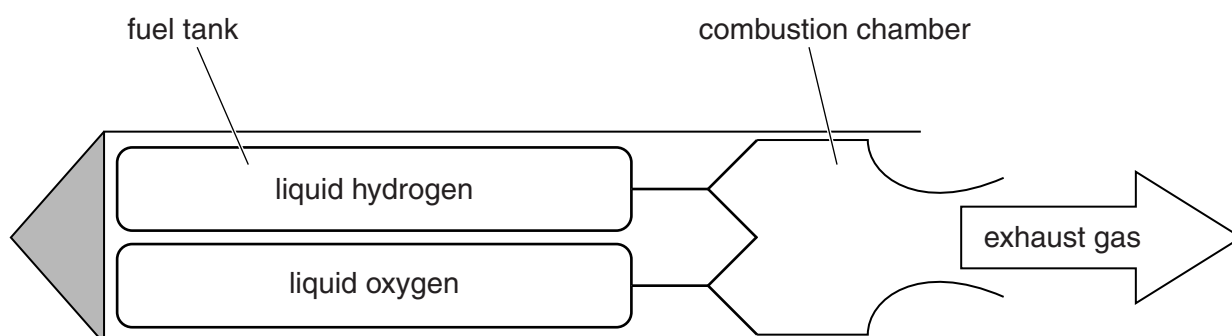 fuel tank
combustion chamber
liquid hydrogen
exhaust gas
liquid oxygen